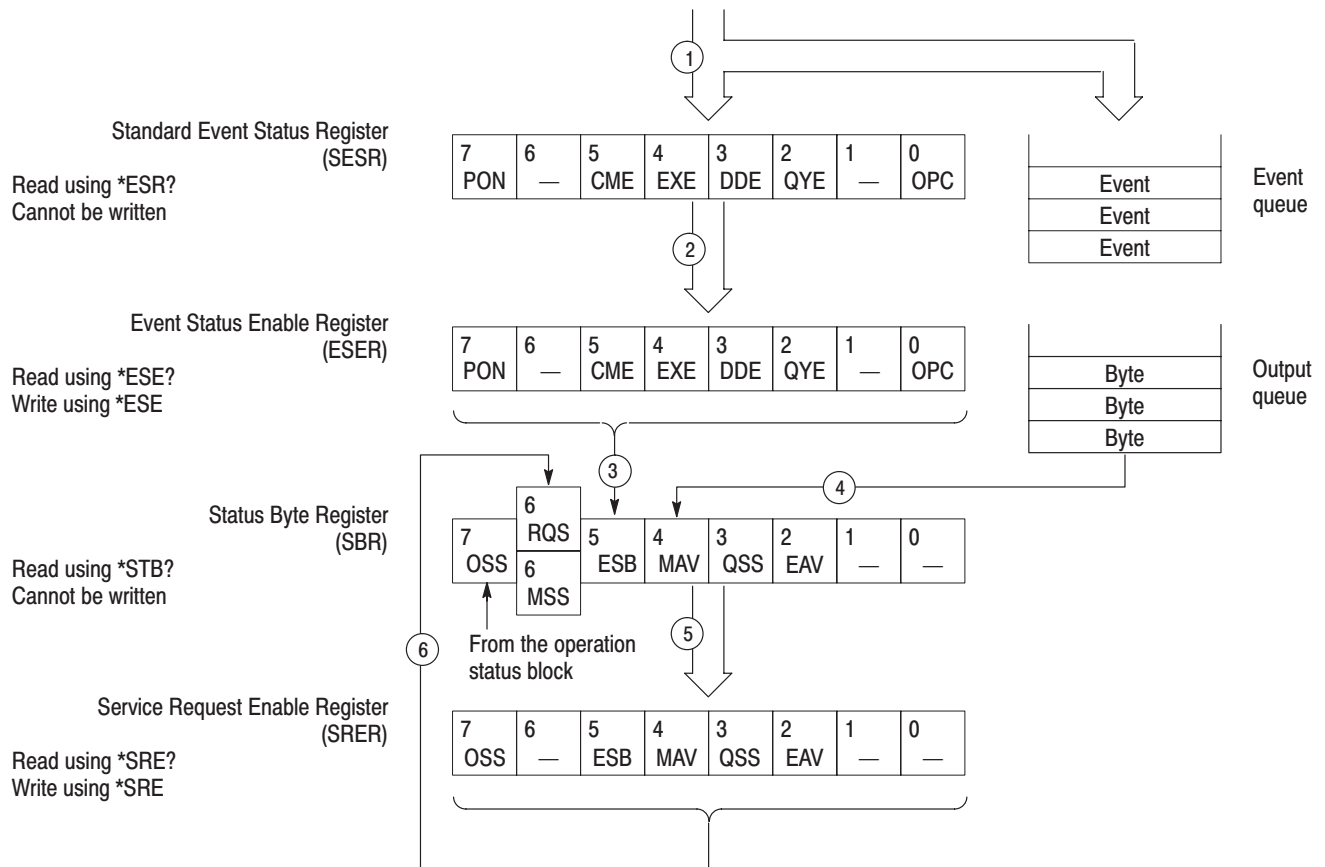 1
Standard Event Status Register
(SESR)
Read using *ESR?
Cannot be written
7 6 5 4 3 2 1 0
PON — CME EXE DDE QYE — OPC
Event
Event
Event
Event
queue
2
Event Status Enable Register
(ESER)
Read using *ESE?
Write using *ESE
7 6 5 4 3 2 1 0
PON — CME EXE DDE QYE — OPC
Byte
Byte
Byte
Output
queue
3
4
Status Byte Register
(SBR)
Read using *STB?
Cannot be written
6
RQS
7 5 4 3 2 1 0
OSS ESB MAV QSS EAV — —
6
MSS
From the operation
status block
5
6
Service Request Enable Register
(SRER)
Read using *SRE?
Write using *SRE
7 6 5 4 3 2 1 0
OSS — ESB MAV QSS EAV — —